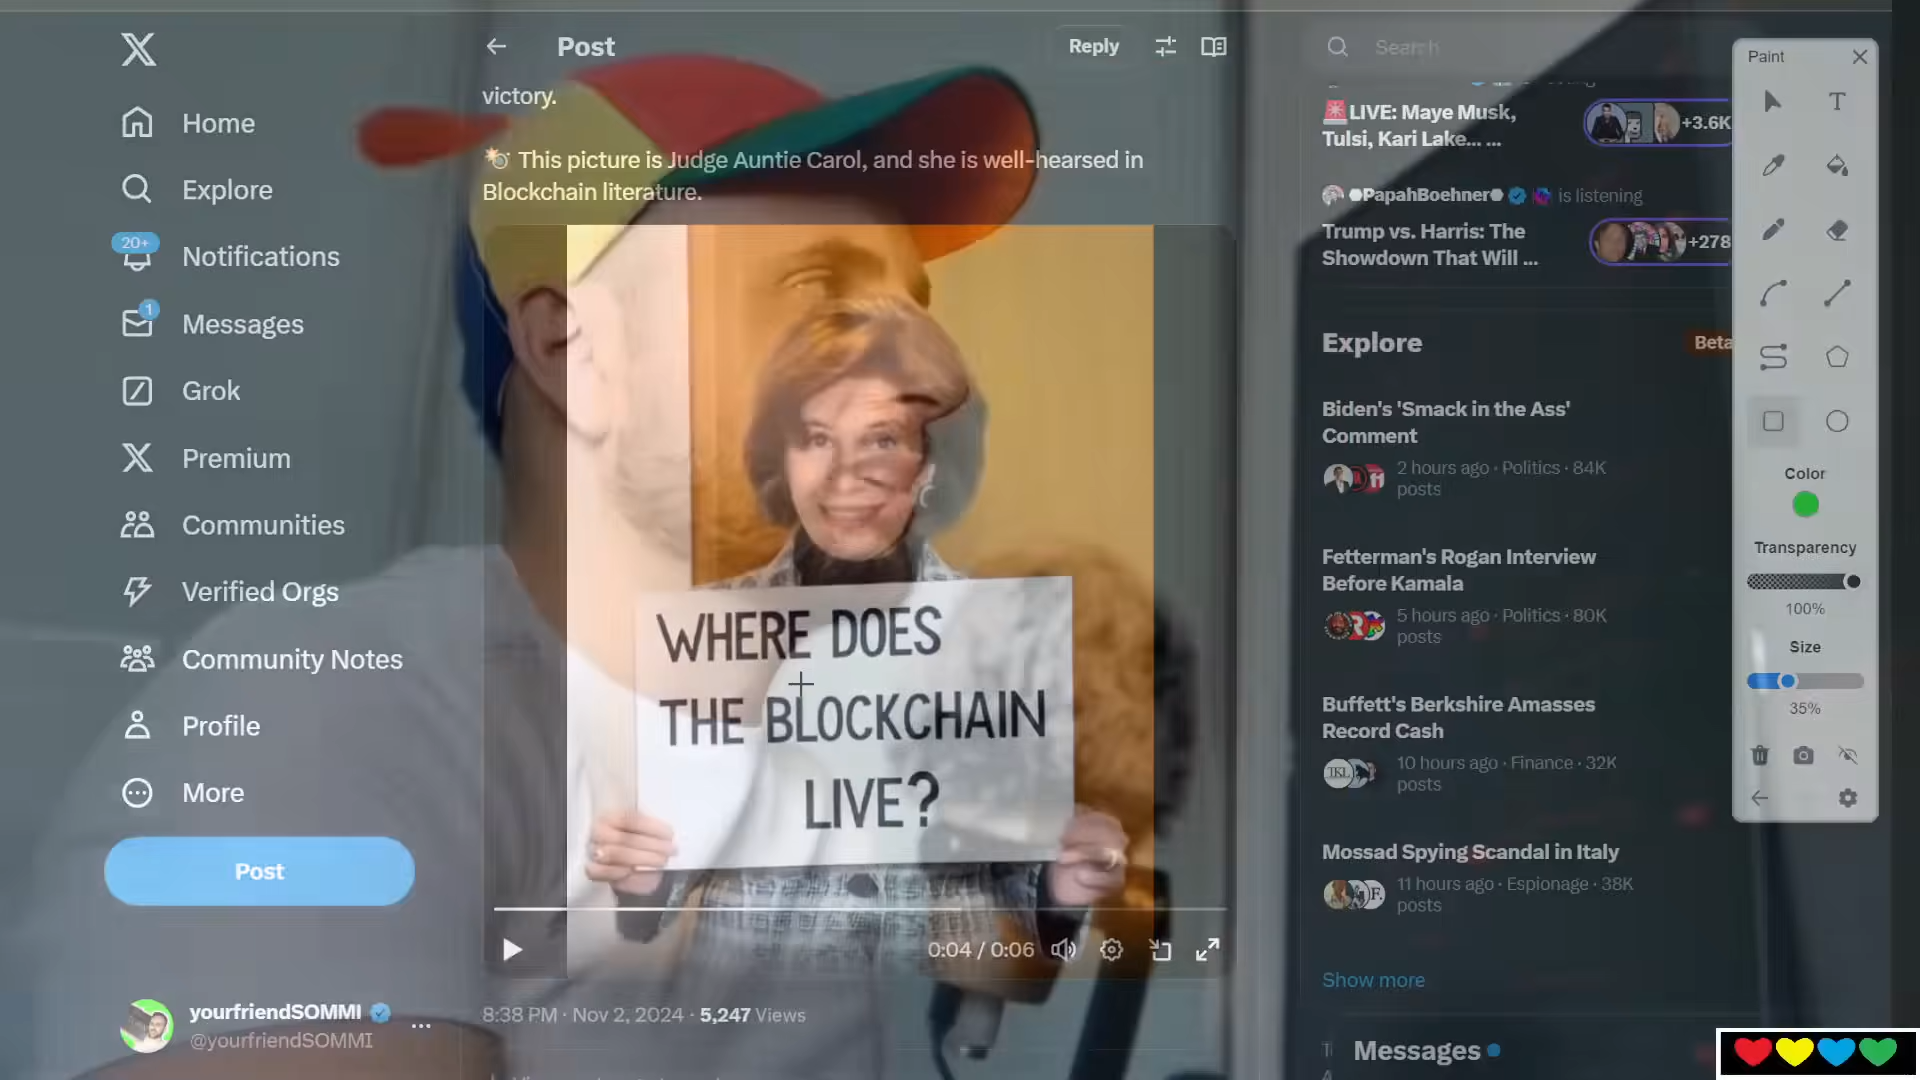 Home
Explore
20+
Notifications
1
Messages
Grok
Premium
Communities
Verified Orgs
Community Notes
Profile
More
Post
yourfriendSOMMI
@yourfriendSOMMI
Post
Reply
victory.
This picture is Judge Auntie Carol, and she is well-hearsed in
Blockchain literature.
WHERE DOES
THE BLOCKCHAIN
LIVE?
0:04 / 0:06
8:38 PM · Nov 2, 2024 · 5,247 Views
Search
LIVE: Maye Musk,
Tulsi, Kari Lake... ...
+3.6K
PapahBoehner is listening
Trump vs. Harris: The
Showdown That Will ...
+278
Explore
Beta
Biden's 'Smack in the Ass'
Comment
2 hours ago · Politics · 84K
posts
Fetterman's Rogan Interview
Before Kamala
5 hours ago · Politics · 80K
posts
Buffett's Berkshire Amasses
Record Cash
10 hours ago · Finance · 32K
posts
Mossad Spying Scandal in Italy
11 hours ago · Espionage · 38K
posts
Show more
Messages
Paint
T
Color
Transparency
100%
Size
35%